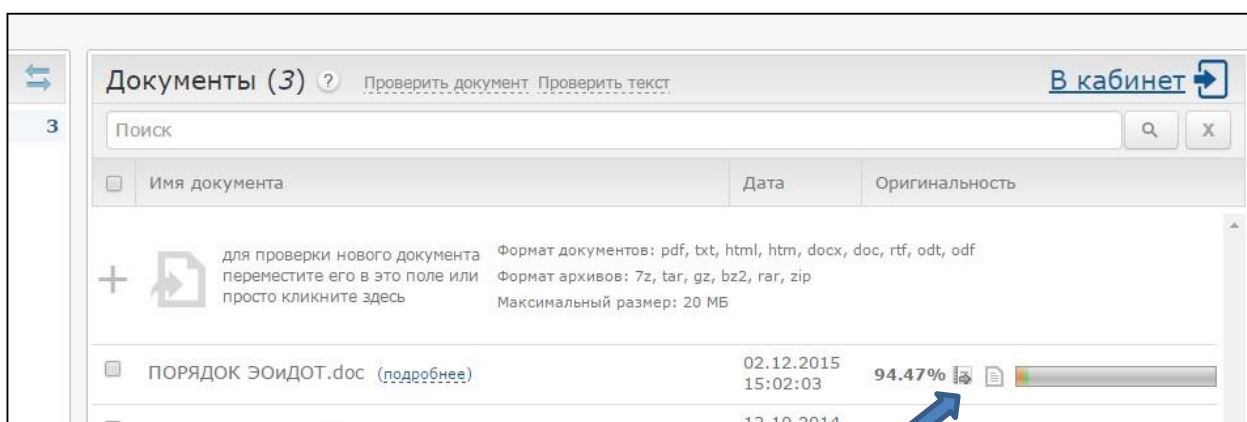 Документы (3) ? Проверить документ Проверить текст В кабинет
3
Поиск X
Имя документа Дата Оригинальность
для проверки нового документа
переместите его в это поле или
просто кликните здесь
Формат документов: pdf, txt, html, htm, docx, doc, rtf, odt, odf
Формат архивов: 7z, tar, gz, bz2, rar, zip
Максимальный размер: 20 МБ
ПОРЯДОК ЭОиДОТ.doc (подробнее) 02.12.2015 94.47%
15:02:03